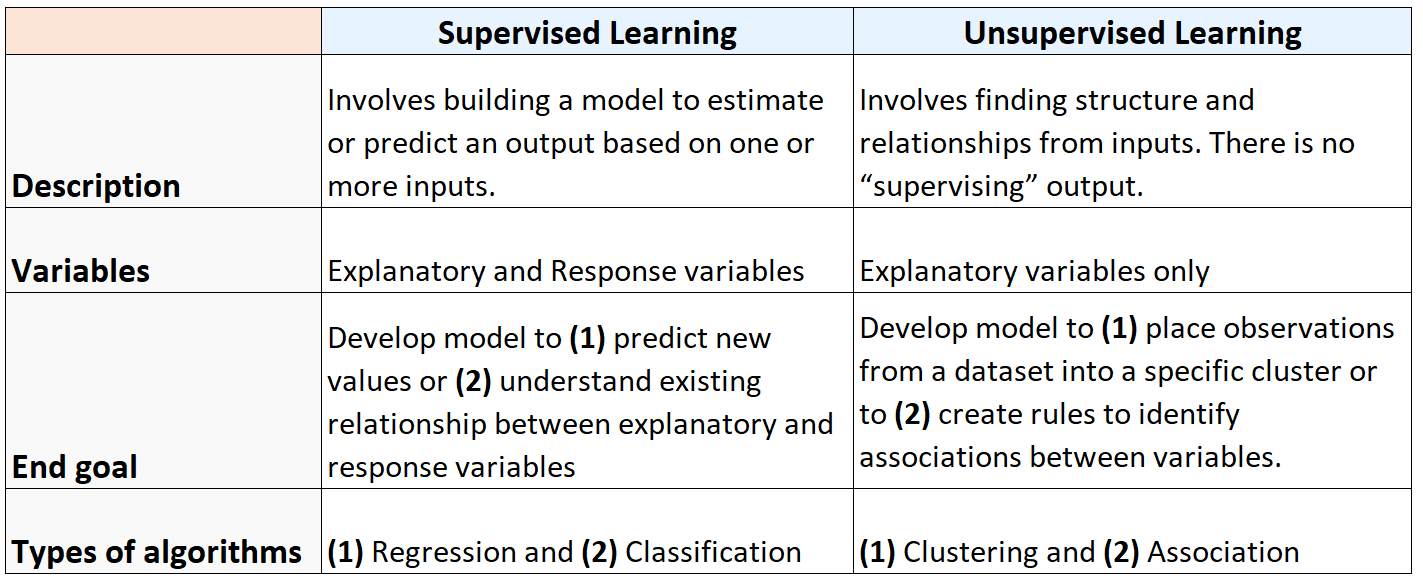 Supervised Learning
Unsupervised Learning
Description
Involves building a model to estimate
or predict an output based on one or
more inputs.
Involves finding structure and
relationships from inputs. There is no
“supervising” output.
Variables
Explanatory and Response variables
Explanatory variables only
End goal
Develop model to (1) predict new
values or (2) understand existing
relationship between explanatory and
response variables
Develop model to (1) place observations
from a dataset into a specific cluster or
to (2) create rules to identify
associations between variables.
Types of algorithms
(1) Regression and (2) Classification
(1) Clustering and (2) Association